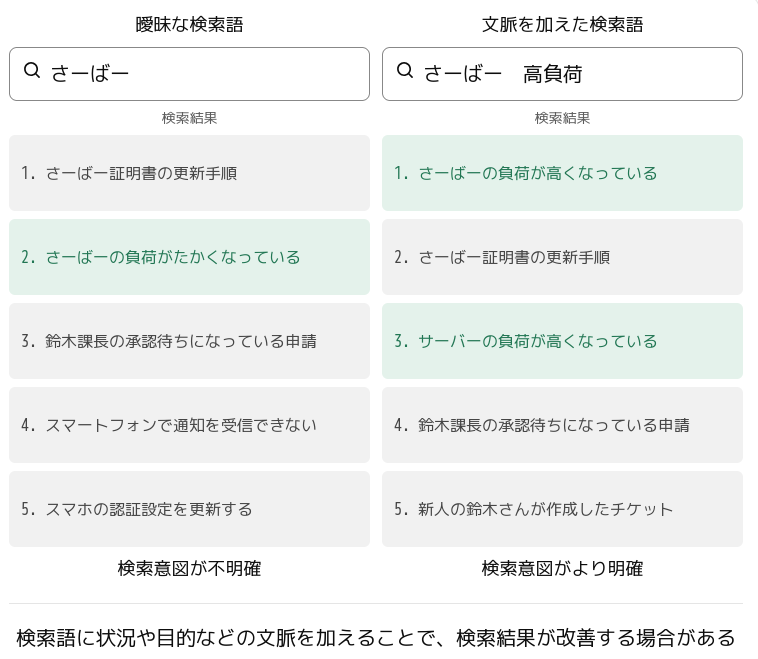 曖昧な検索語
さーばー
検索結果
1. さーばー証明書の更新手順
2. さーばーの負荷がたかくなっている
3. 鈴木課長の承認待ちになっている申請
4. スマートフォンで通知を受信できない
5. スマホの認証設定を更新する
検索意図が不明確
文脈を加えた検索語
さーばー　高負荷
検索結果
1. さーばーの負荷が高くなっている
2. さーばー証明書の更新手順
3. サーバーの負荷が高くなっている
4. 鈴木課長の承認待ちになっている申請
5. 新人の鈴木さんが作成したチケット
検索意図がより明確
検索語に状況や目的などの文脈を加えることで、検索結果が改善する場合がある